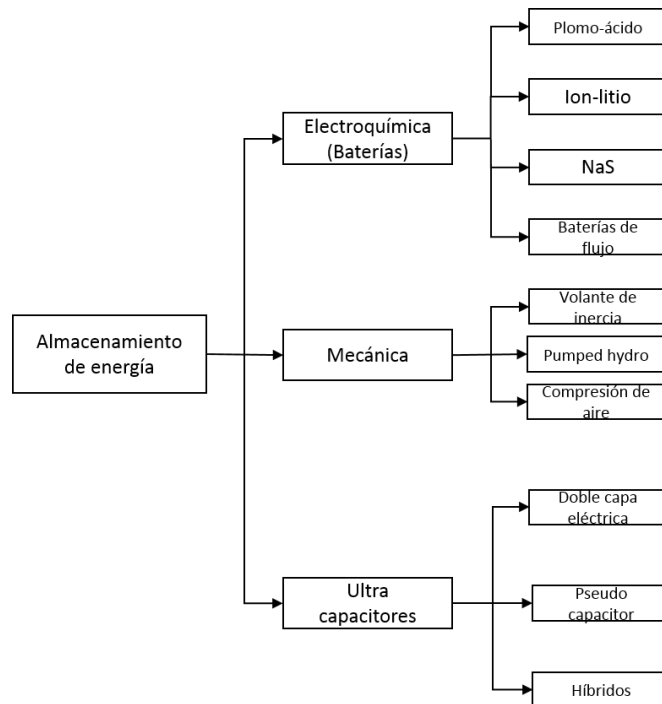 Plomo-ácido
Ion-litio
Electroquímica
(Baterías)
NaS
Baterías de
flujo
Almacenamiento
de energía
Mecánica
Volante de
inercia
Pumped hydro
Compresión de
aire
Doble capa
eléctrica
Ultra
capacitores
Pseudo
capacitor
Híbridos